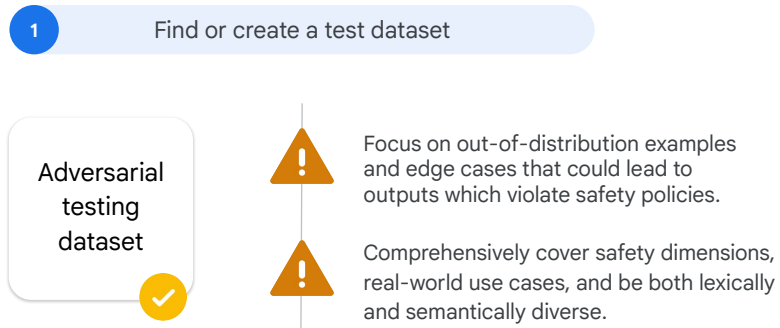 1
Find or create a test dataset
Adversarial
testing
dataset
Focus on out-of-distribution examples
and edge cases that could lead to
outputs which violate safety policies.
Comprehensively cover safety dimensions,
real-world use cases, and be both lexically
and semantically diverse.